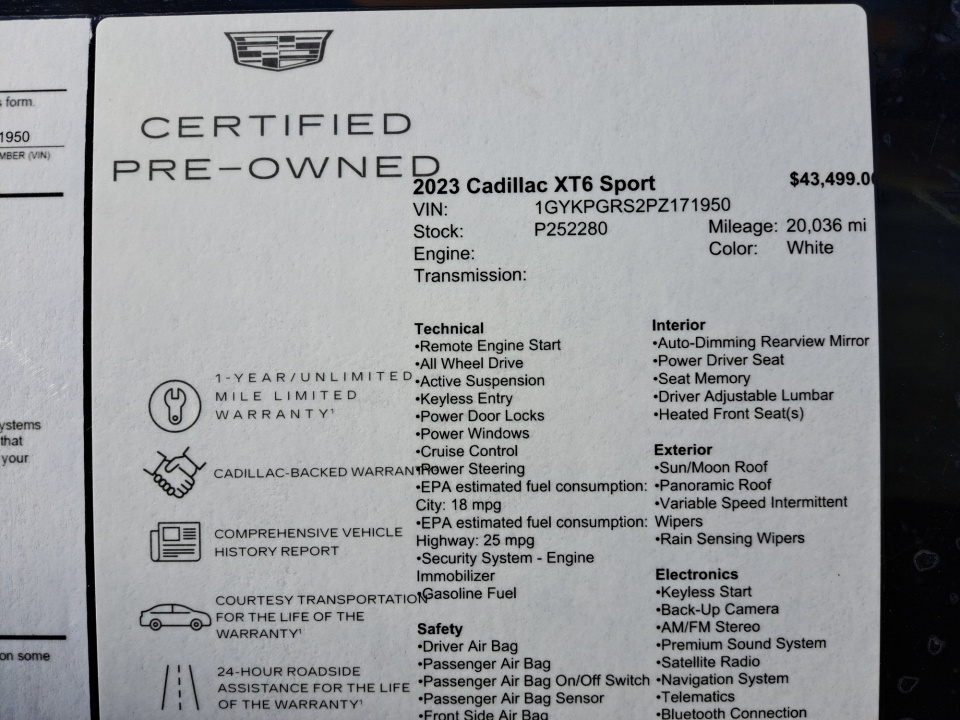 s form.
1950
MBER (VIN)
ystems
that
your
on some
CERTIFIED
PRE-OWNED
2023 Cadillac XT6 Sport
$43,499.0
VIN: 1GYKPGRS2PZ171950
Stock: P252280
Mileage: 20,036 mi
Engine:
Color: White
Transmission:
1-YEAR/UNLIMITED
MILE LIMITED
WARRANTY¹
CADILLAC-BACKED WARRANTY
COMPREHENSIVE VEHICLE
HISTORY REPORT
COURTESY TRANSPORTATION
FOR THE LIFE OF THE
WARRANTY¹
24-HOUR ROADSIDE
ASSISTANCE FOR THE LIFE
OF THE WARRANTY¹
Technical
•Remote Engine Start
•All Wheel Drive
•Active Suspension
•Keyless Entry
•Power Door Locks
•Power Windows
•Cruise Control
•Power Steering
•EPA estimated fuel consumption:
City: 18 mpg
•EPA estimated fuel consumption:
Highway: 25 mpg
•Security System - Engine
Immobilizer
•Gasoline Fuel
Safety
•Driver Air Bag
•Passenger Air Bag
•Passenger Air Bag On/Off Switch
•Passenger Air Bag Sensor
•Front Side Air Bag
Interior
•Auto-Dimming Rearview Mirror
•Power Driver Seat
•Seat Memory
•Driver Adjustable Lumbar
•Heated Front Seat(s)
Exterior
•Sun/Moon Roof
•Panoramic Roof
•Variable Speed Intermittent
Wipers
•Rain Sensing Wipers
Electronics
•Keyless Start
•Back-Up Camera
•AM/FM Stereo
•Premium Sound System
•Satellite Radio
•Navigation System
•Telematics
•Bluetooth Connection